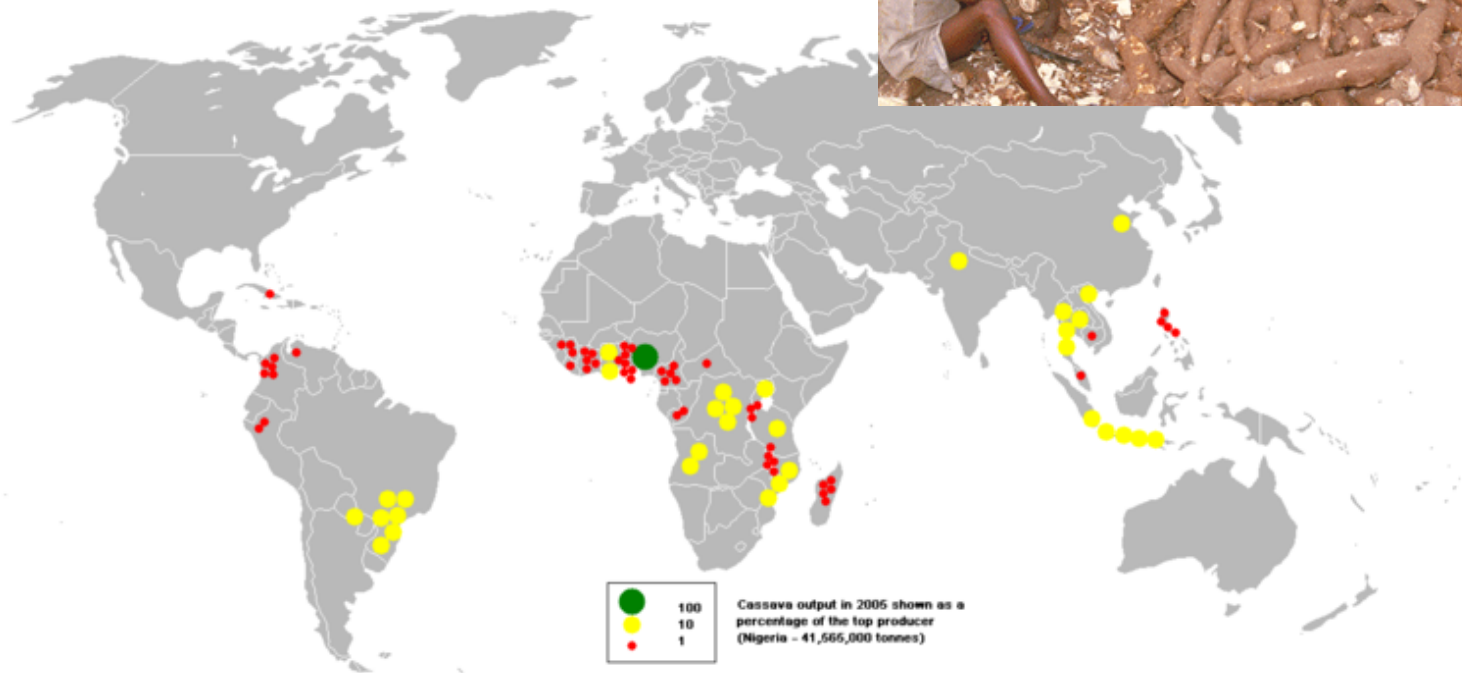 100
10
1
Cassava output in 2005 shown as a
percentage of the top producer
(Nigeria - 41,565,000 tonnes)